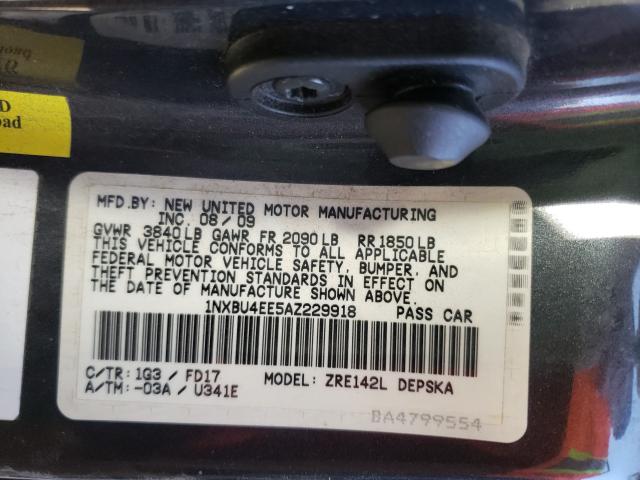 D
oad
MFD.BY: NEW UNITED MOTOR MANUFACTURING
INC. 08/09
GVWR 3840LB GAWR FR 2090LB RR1850LB
THIS VEHICLE CONFORMS TO ALL APPLICABLE
FEDERAL MOTOR VEHICLE SAFETY, BUMPER, AND
THEFT PREVENTION STANDARDS IN EFFECT ON
THE DATE OF MANUFACTURE SHOWN ABOVE.
1NXBU4EE5AZ229918 PASS CAR
C/TR: 1G3 / FD17 MODEL: ZRE142L DEPSKA
A/TM: -03A / U341E
BA4799554